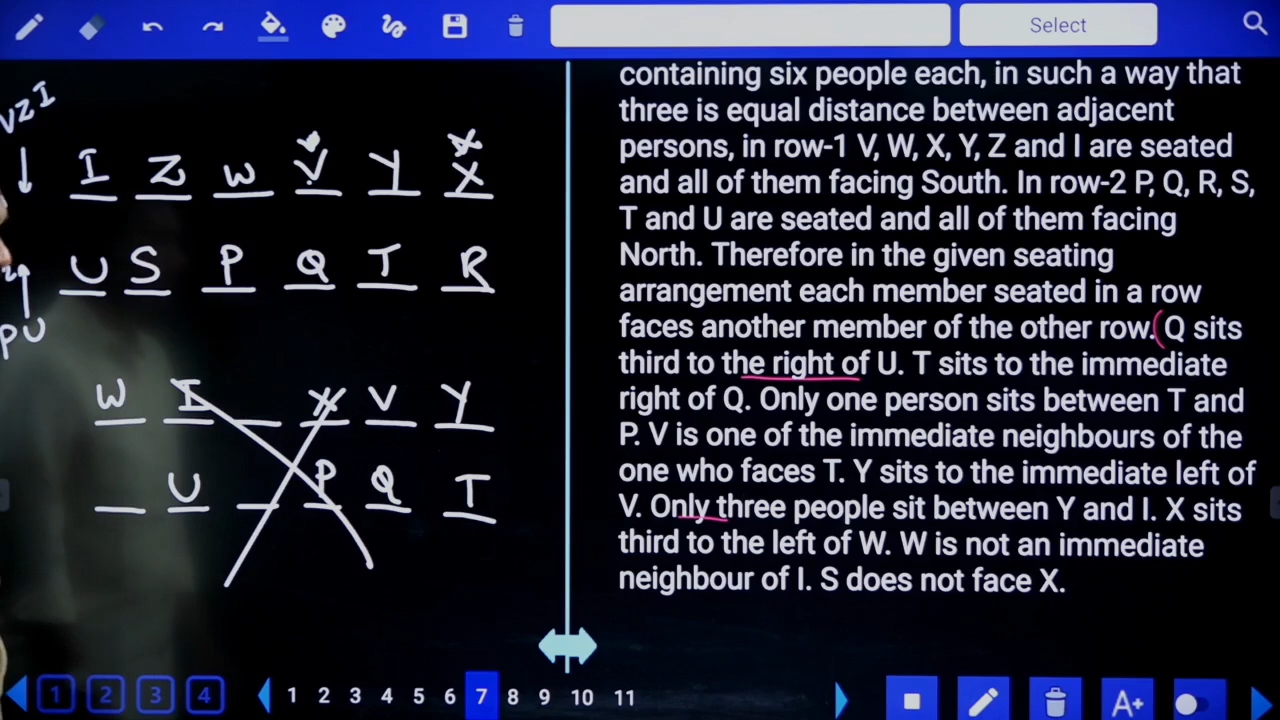 Select
containing six people each, in such a way that
three is equal distance between adjacent
persons, in row-1 V, W, X, Y, Z and I are seated
and all of them facing South. In row-2 P, Q, R, S,
T and U are seated and all of them facing
North. Therefore in the given seating
arrangement each member seated in a row
faces another member of the other row. Q sits
third to the right of U. T sits to the immediate
right of Q. Only one person sits between T and
P. V is one of the immediate neighbours of the
one who faces T. Y sits to the immediate left of
V. Only three people sit between Y and I. X sits
third to the left of W. W is not an immediate
neighbour of I. S does not face X.
VZI
I Z W V Y X
U S P Q T R
PU
W I X V Y
U P Q T
1 2 3 4
1 2 3 4 5 6 7 8 9 10 11
A+